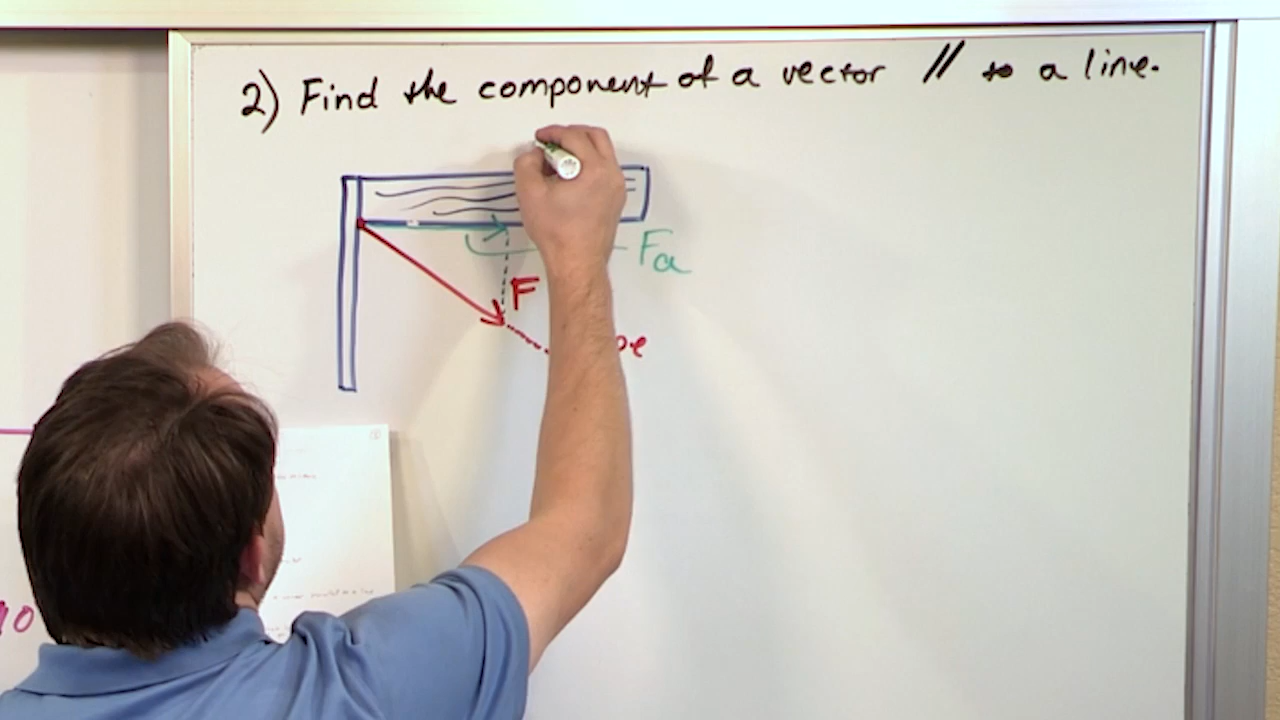 2) Find the component of a vector // to a line.
Fa
F